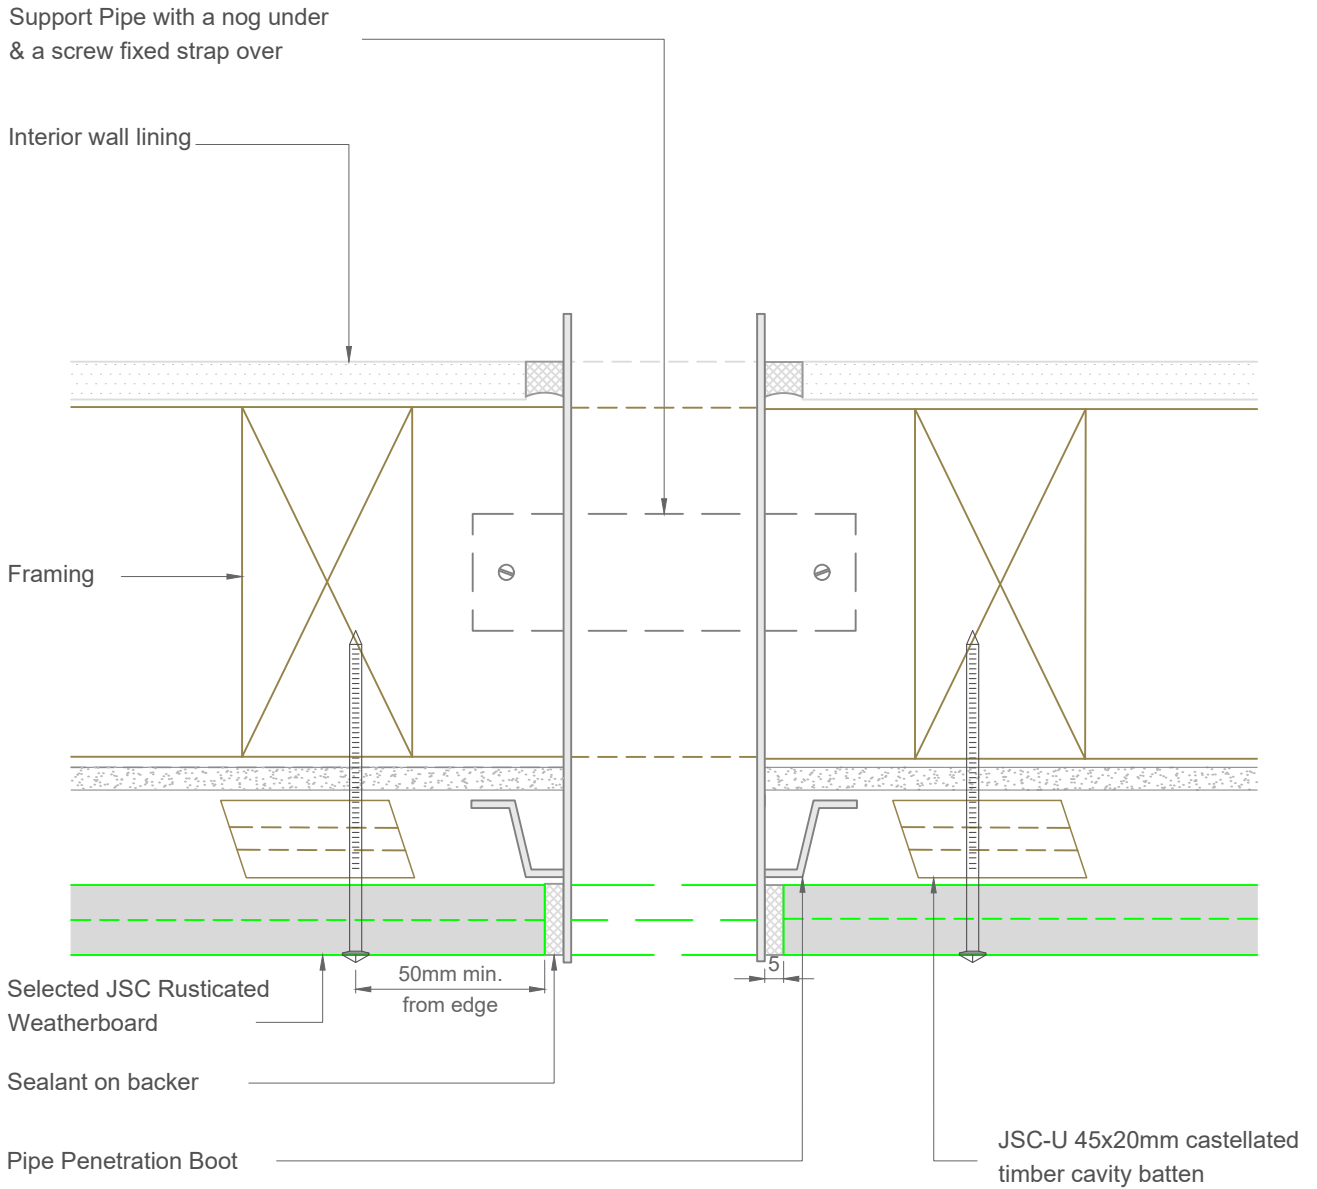 Support Pipe with a nog under
& a screw fixed strap over
Interior wall lining
Framing
50mm min.
from edge
5
Selected JSC Rusticated
Weatherboard
Sealant on backer
Pipe Penetration Boot
JSC-U 45x20mm castellated
timber cavity batten